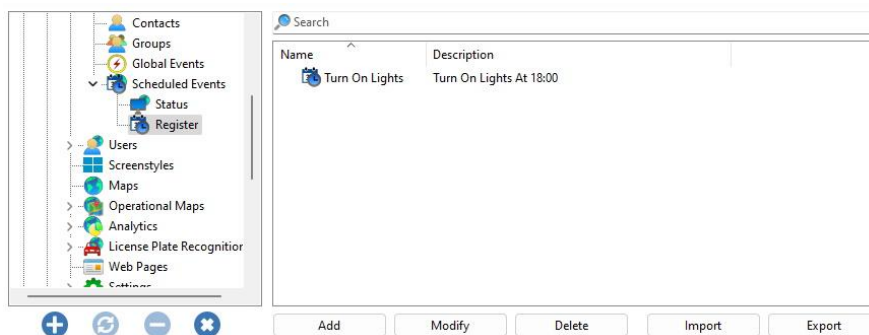 Contacts
Groups
Global Events
Scheduled Events
Status
Register
Users
Screenstyles
Maps
Operational Maps
Analytics
License Plate Recognition
Web Pages
Settings
Search
Name Description
Turn On Lights Turn On Lights At 18:00
Add Modify Delete Import Export